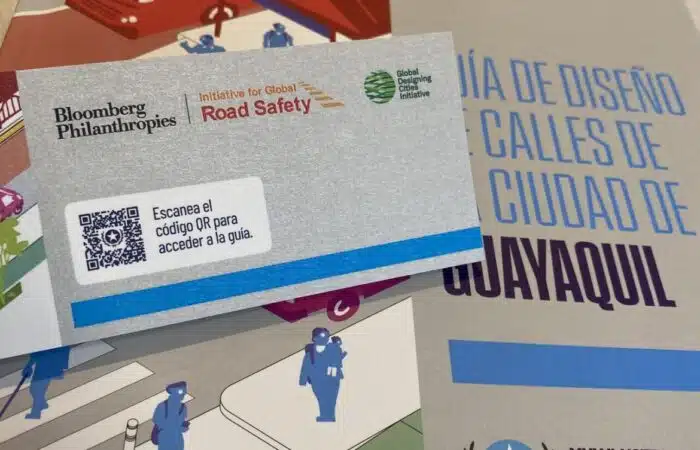 Bloomberg
Philanthropies
Initiative for Global
Road Safety
Global
Designing
Cities
Initiative
Escanea el
código QR para
acceder a la guía.
UÍA DE DISEÑO
E CALLES DE
CIUDAD DE
GUAYAQUIL